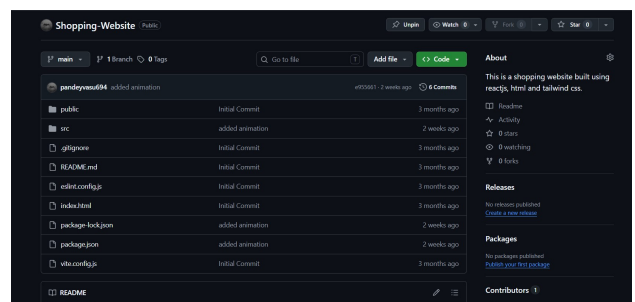 Shopping-Website Public
Unpin Watch 0 Fork 0 Star 0
main 1 Branch 0 Tags Go to file T Add file Code
About
This is a shopping website built using
reactjs, html and tailwind css.
Readme
Activity
0 stars
0 watching
0 forks
pandeyvasu694 added animation e955661 · 2 weeks ago 6 Commits
public Initial Commit 3 months ago
src added animation 2 weeks ago
.gitignore Initial Commit 3 months ago
README.md Initial Commit 3 months ago
eslint.config.js Initial Commit 3 months ago
index.html Initial Commit 3 months ago
package-lock.json added animation 2 weeks ago
package.json added animation 2 weeks ago
vite.config.js Initial Commit 3 months ago
README
Releases
No releases published
Create a new release
Packages
No packages published
Publish your first package
Contributors 1